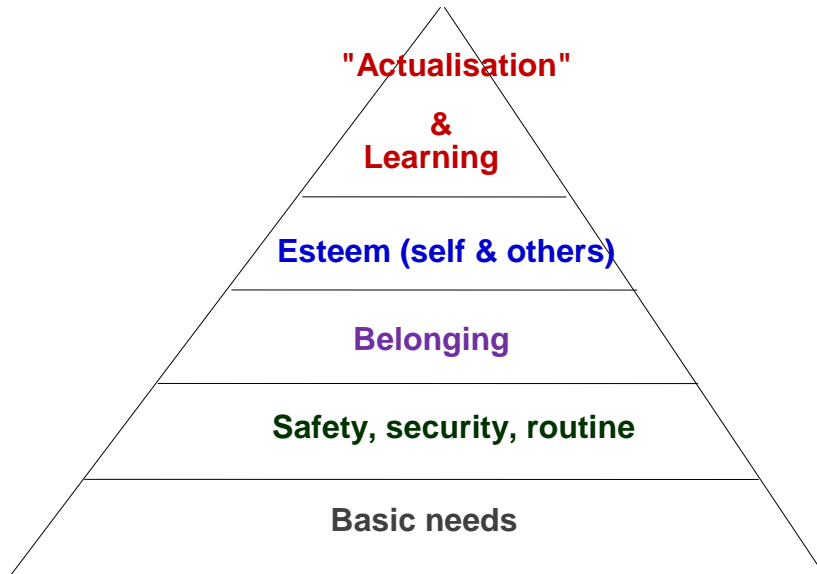 "Actualisation"
&
Learning
Esteem (self & others)
Belonging
Safety, security, routine
Basic needs